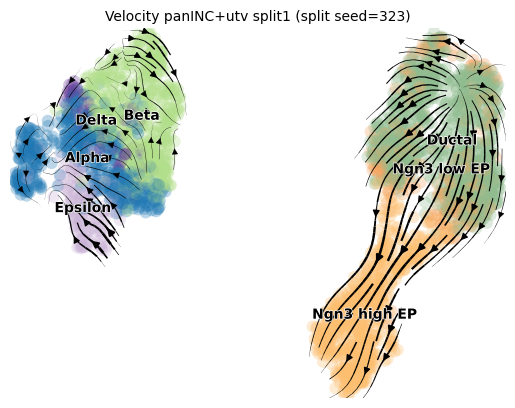 Velocity panINC+utv split1 (split seed=323)
Delta
Beta
Alpha
Epsilon
Ductal
Ngn3 low EP
Ngn3 high EP